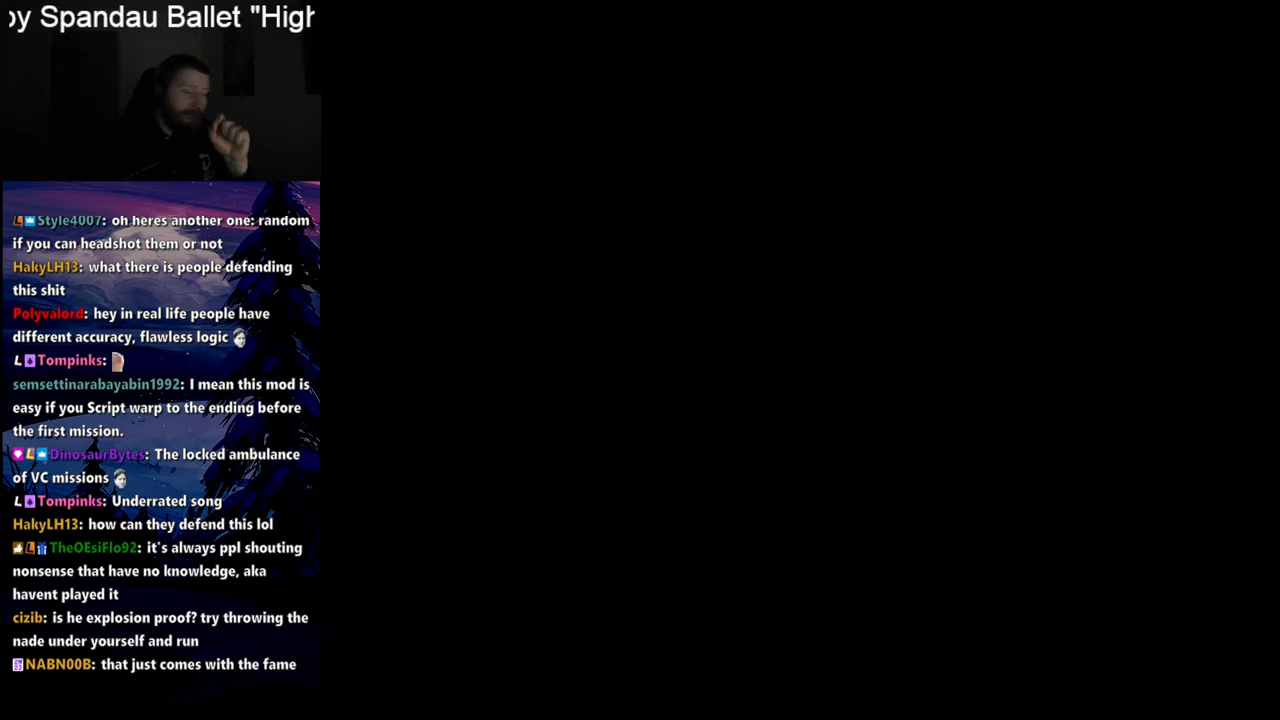 by Spandau Ballet "High
Style4007: oh heres another one: random
if you can headshot them or not
HakyLH13: what there is people defending
this shit
Polyvalord: hey in real life people have
different accuracy, flawless logic
Tompinks:
semsettinarabayabin1992: I mean this mod is
easy if you Script warp to the ending before
the first mission.
DinosaurBytes: The locked ambulance
of VC missions
Tompinks: Underrated song
HakyLH13: how can they defend this lol
TheOEsiFlo92: it's always ppl shouting
nonsense that have no knowledge, aka
havent played it
cizib: is he explosion proof? try throwing the
nade under yourself and run
NABN00B: that just comes with the fame